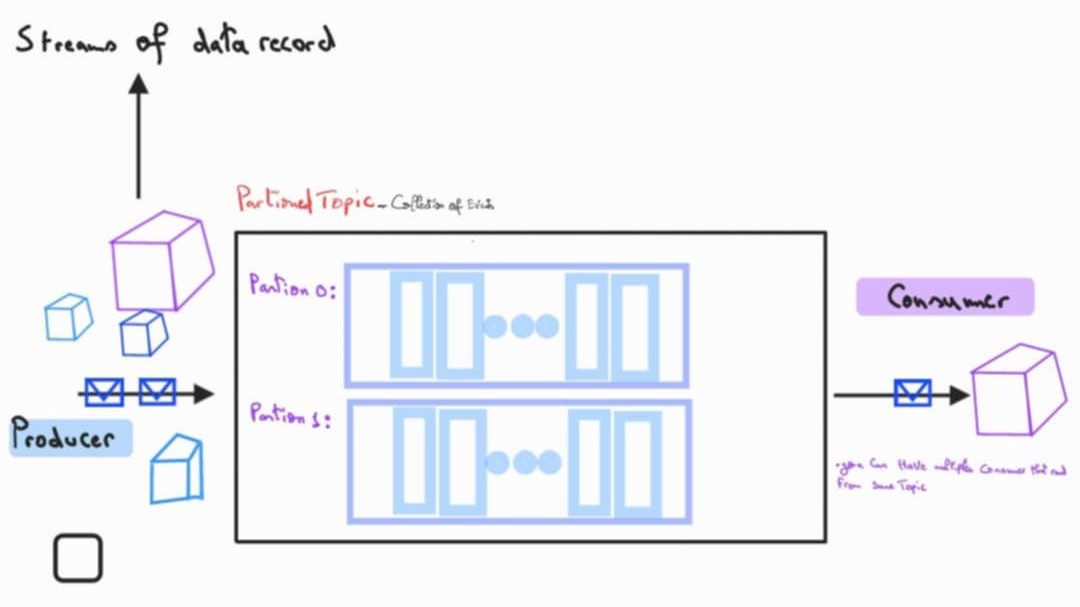 Streams of data record
Partioned Topic - Collection of Events
Partion 0:
Consumer
Partion 1:
Producer
.you Can Have multiple Consumer that read
From same Topic